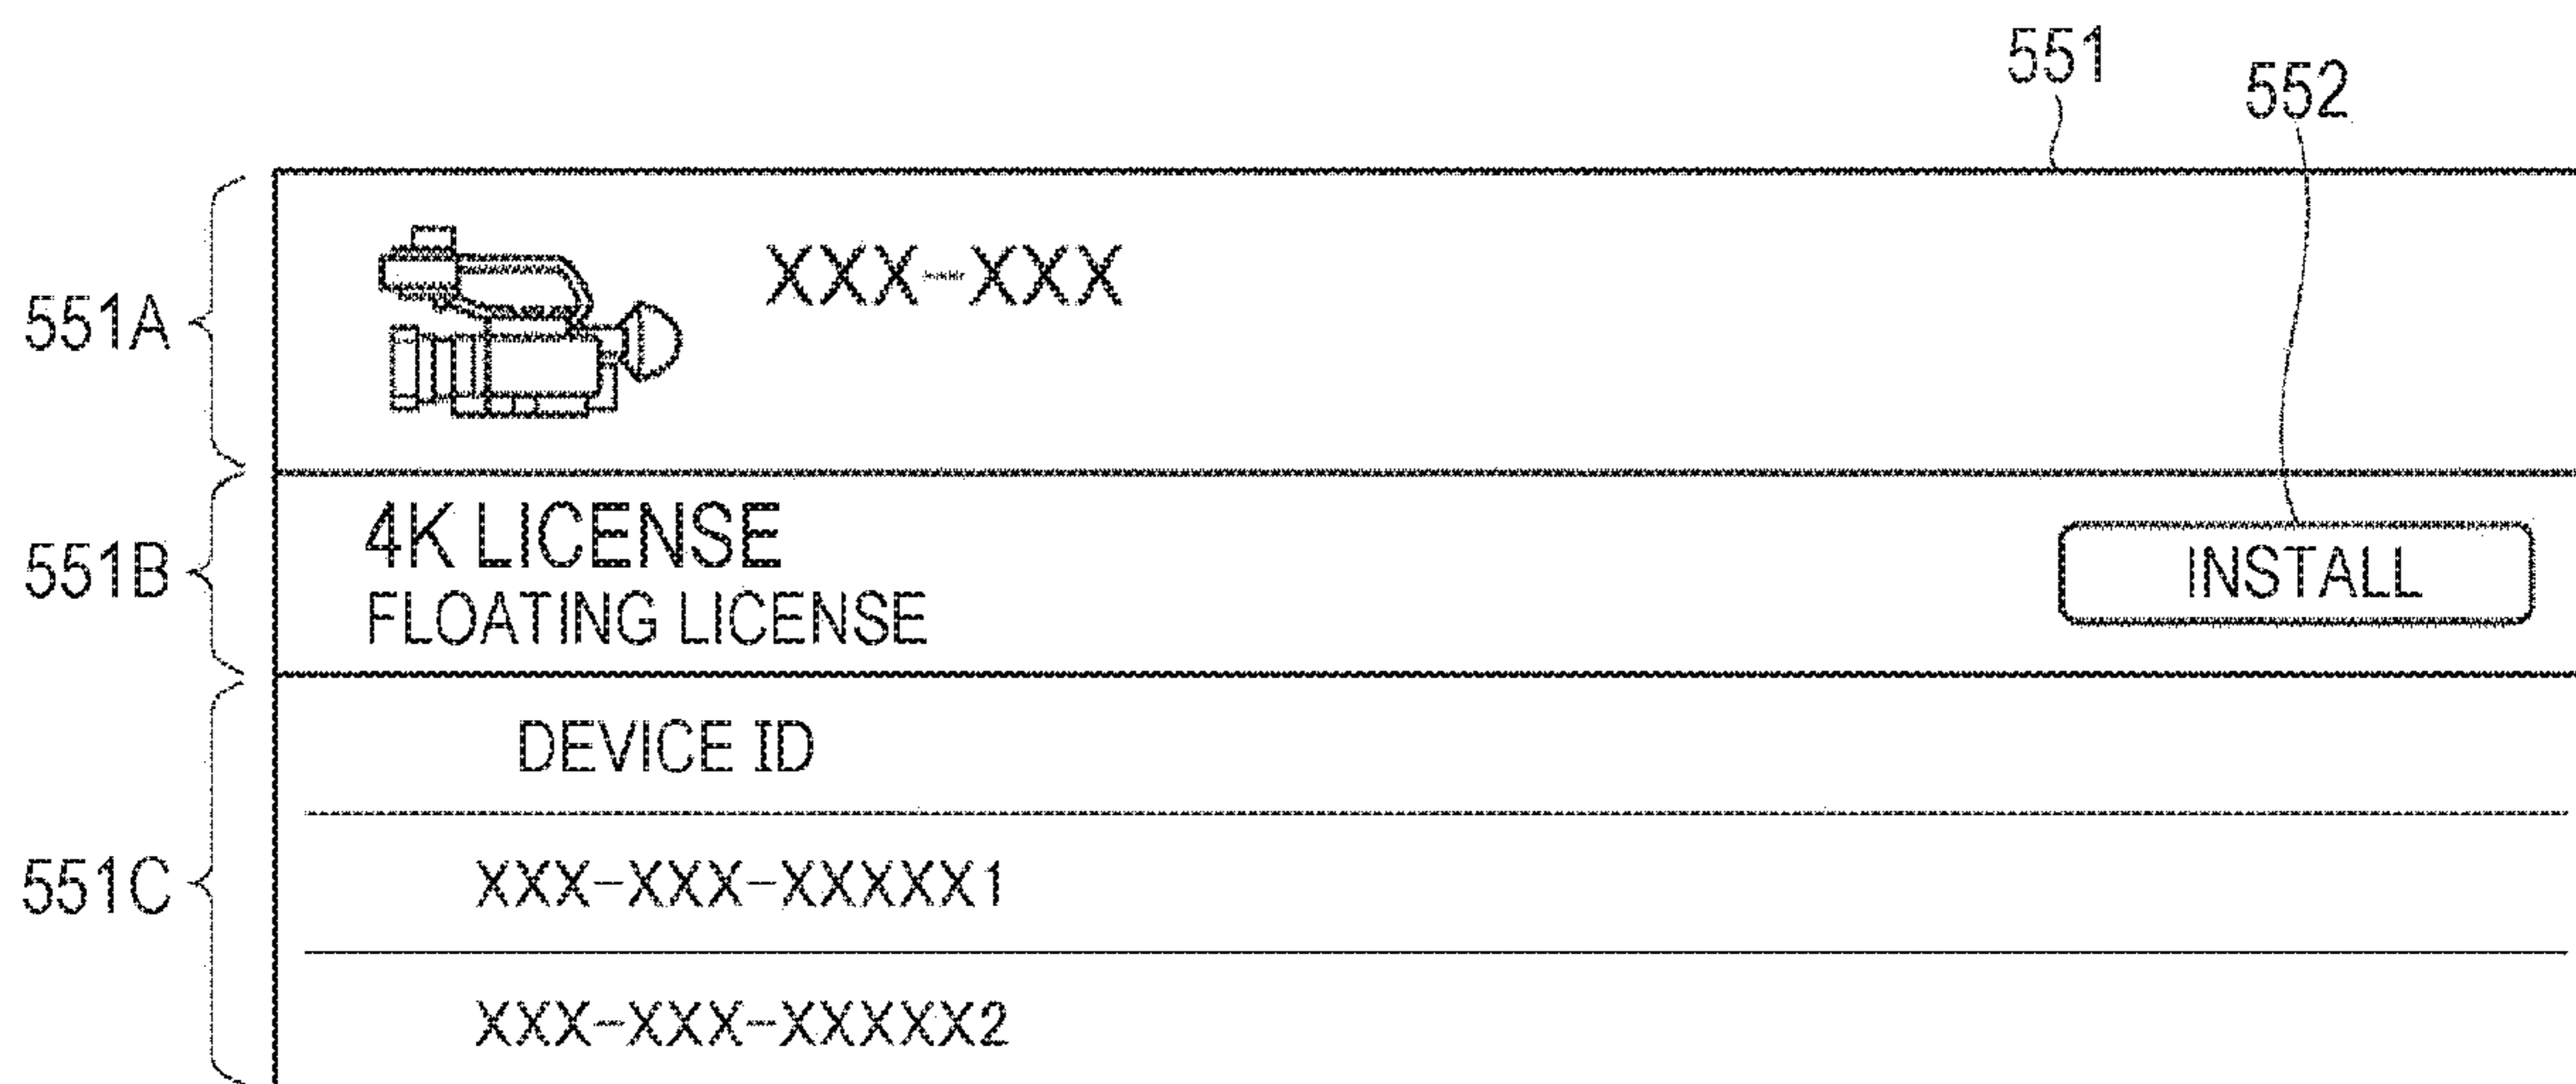 551
552
551A
XXX-XXX
551B
4K LICENSE
FLOATING LICENSE
INSTALL
551C
DEVICE ID
XXX-XXX-XXXXX1
XXX-XXX-XXXXX2